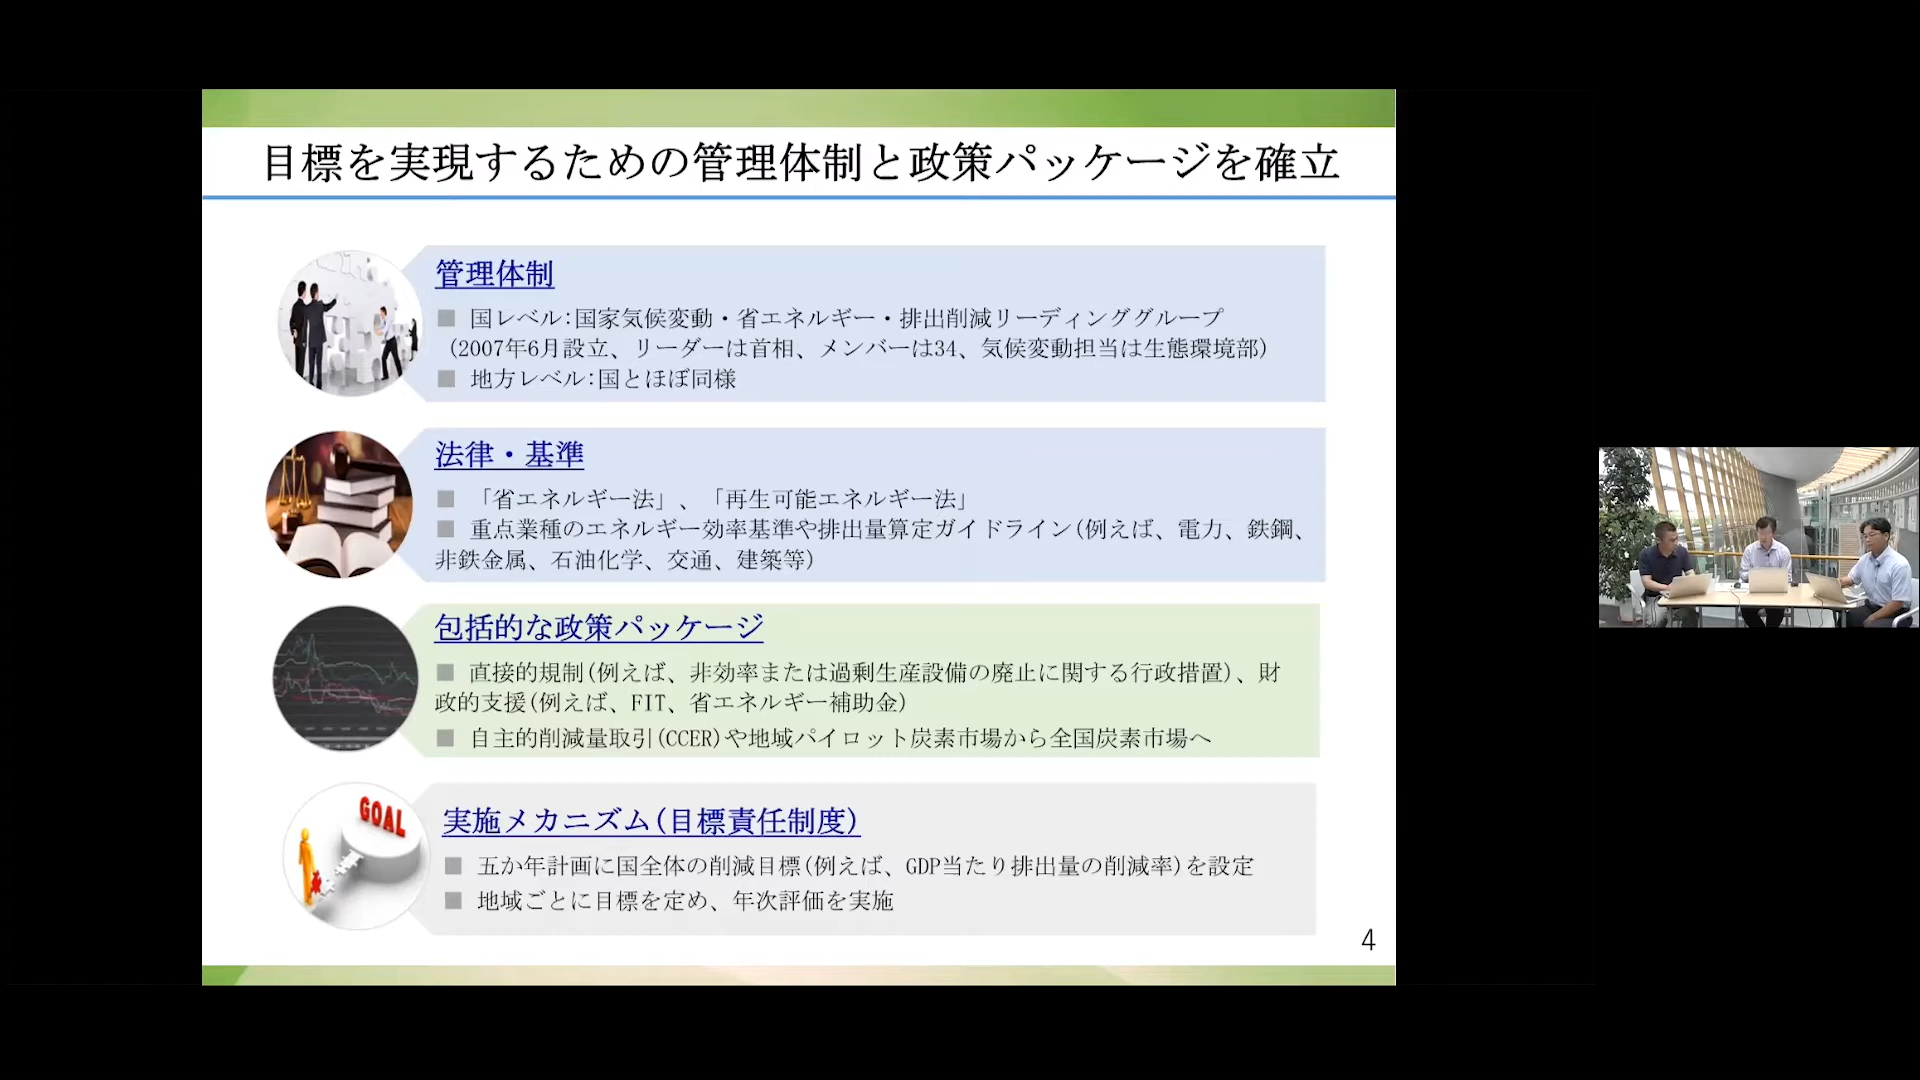 目標を実現するための管理体制と政策パッケージを確立
管理体制
■ 国レベル:国家気候変動・省エネルギー・排出削減リーディンググループ
(2007年6月設立、リーダーは首相、メンバーは34、気候変動担当は生態環境部)
■ 地方レベル:国とほぼ同様
法律・基準
■ 「省エネルギー法」、「再生可能エネルギー法」
■ 重点業種のエネルギー効率基準や排出量算定ガイドライン(例えば、電力、鉄鋼、
非鉄金属、石油化学、交通、建築等)
包括的な政策パッケージ
■ 直接的規制(例えば、非効率または過剰生産設備の廃止に関する行政措置)、財
政的支援(例えば、FIT、省エネルギー補助金)
■ 自主的削減量取引(CCER)や地域パイロット炭素市場から全国炭素市場へ
GOAL
実施メカニズム(目標責任制度)
■ 五か年計画に国全体の削減目標(例えば、GDP当たり排出量の削減率)を設定
■ 地域ごとに目標を定め、年次評価を実施
4